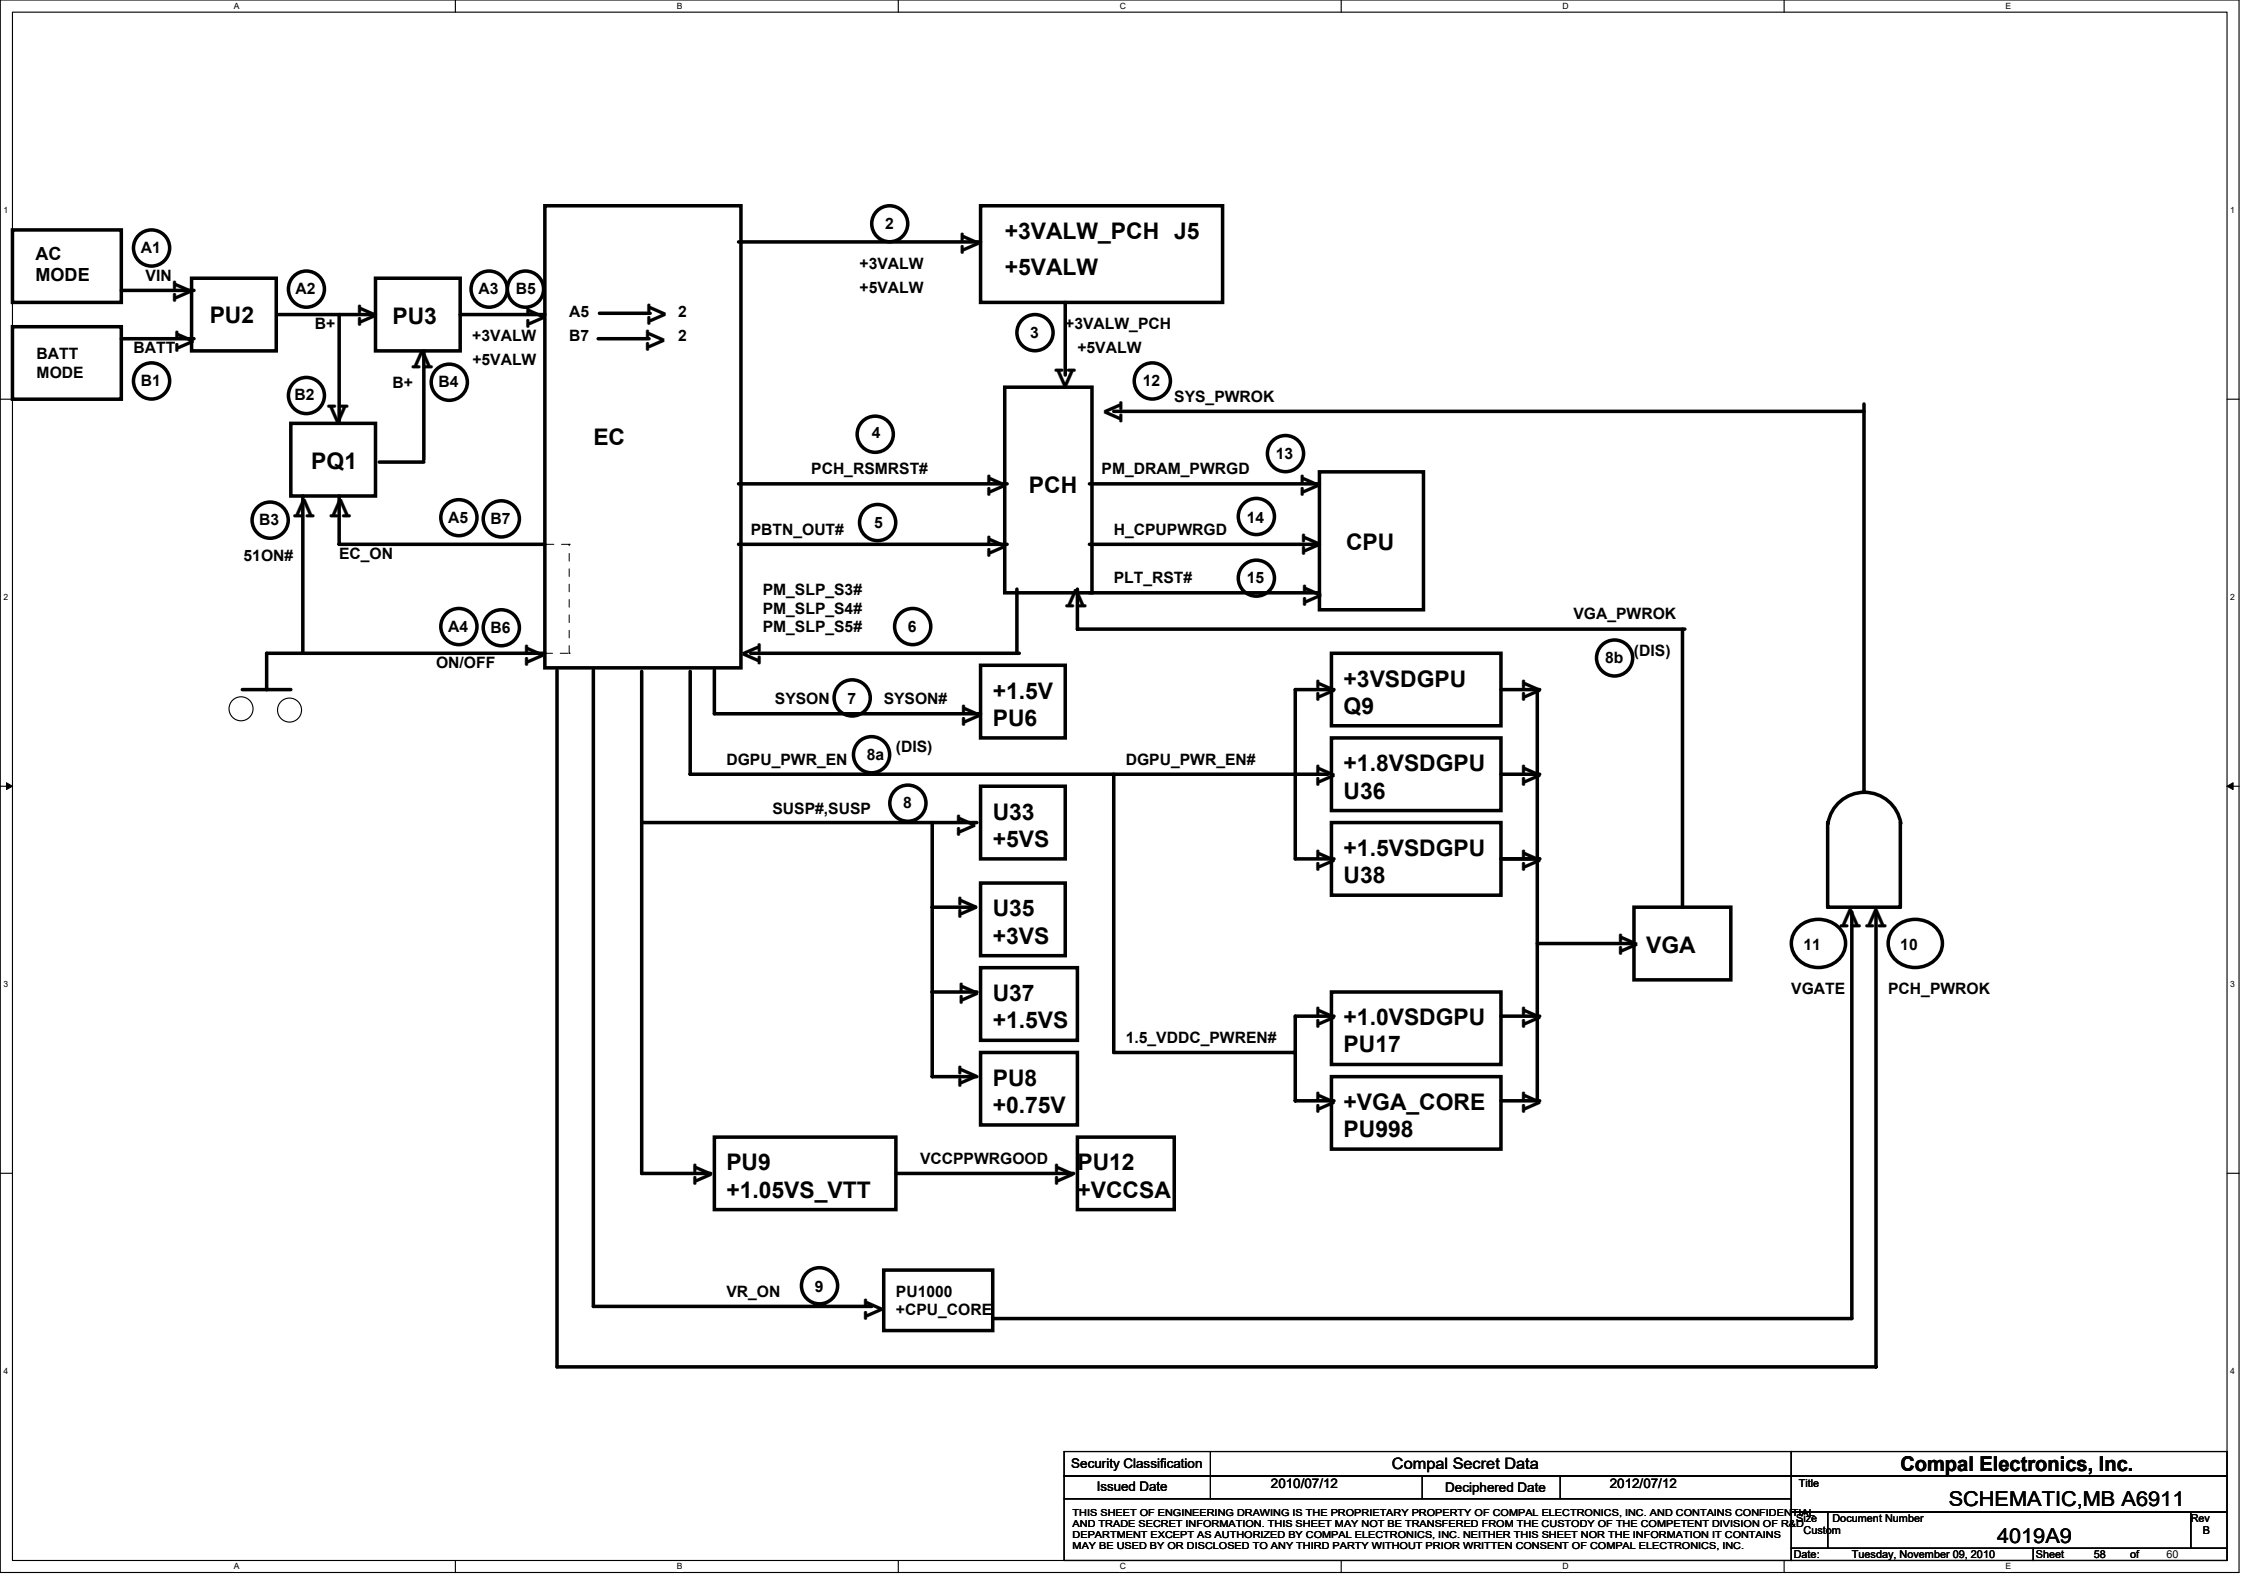 A B C D E
1 1
2 2
3 3
4 4
AC
MODE
A1
VIN
BATT
MODE
BATT
B1
PU2
A2
B+
PU3
A3 B5
+3VALW
+5VALW
B2
B+
B4
PQ1
B3
51ON#
A5 B7
EC_ON
A4 B6
ON/OFF
A5 2
B7 2
EC
2
+3VALW
+5VALW
+3VALW_PCH J5
+5VALW
3
+3VALW_PCH
+5VALW
12
SYS_PWROK
4
PCH_RSMRST#
PCH
PBTN_OUT# 5
PM_DRAM_PWRGD 13
H_CPUPWRGD 14
PLT_RST# 15
CPU
PM_SLP_S3#
PM_SLP_S4#
PM_SLP_S5#
6
VGA_PWROK
8b (DIS)
SYSON 7 SYSON#
+1.5V
PU6
DGPU_PWR_EN 8a (DIS)
DGPU_PWR_EN#
+3VSDGPU
Q9
+1.8VSDGPU
U36
+1.5VSDGPU
U38
SUSP#,SUSP 8
U33
+5VS
U35
+3VS
U37
+1.5VS
PU8
+0.75V
1.5_VDDC_PWREN#
+1.0VSDGPU
PU17
+VGA_CORE
PU998
VGA
11
VGATE
10
PCH_PWROK
PU9
+1.05VS_VTT
VCCPPWRGOOD
PU12
+VCCSA
VR_ON 9
PU1000
+CPU_CORE
Security Classification
Compal Secret Data
Issued Date
2010/07/12
Deciphered Date
2012/07/12
THIS SHEET OF ENGINEERING DRAWING IS THE PROPRIETARY PROPERTY OF COMPAL ELECTRONICS, INC. AND CONTAINS CONFIDENTIAL
AND TRADE SECRET INFORMATION. THIS SHEET MAY NOT BE TRANSFERED FROM THE CUSTODY OF THE COMPETENT DIVISION OF R&D
DEPARTMENT EXCEPT AS AUTHORIZED BY COMPAL ELECTRONICS, INC. NEITHER THIS SHEET NOR THE INFORMATION IT CONTAINS
MAY BE USED BY OR DISCLOSED TO ANY THIRD PARTY WITHOUT PRIOR WRITTEN CONSENT OF COMPAL ELECTRONICS, INC.
Compal Electronics, Inc.
Title
SCHEMATIC,MB A6911
Size
Custom
Document Number
4019A9
Rev
B
Date: Tuesday, November 09, 2010 Sheet 58 of 60
A B C D E